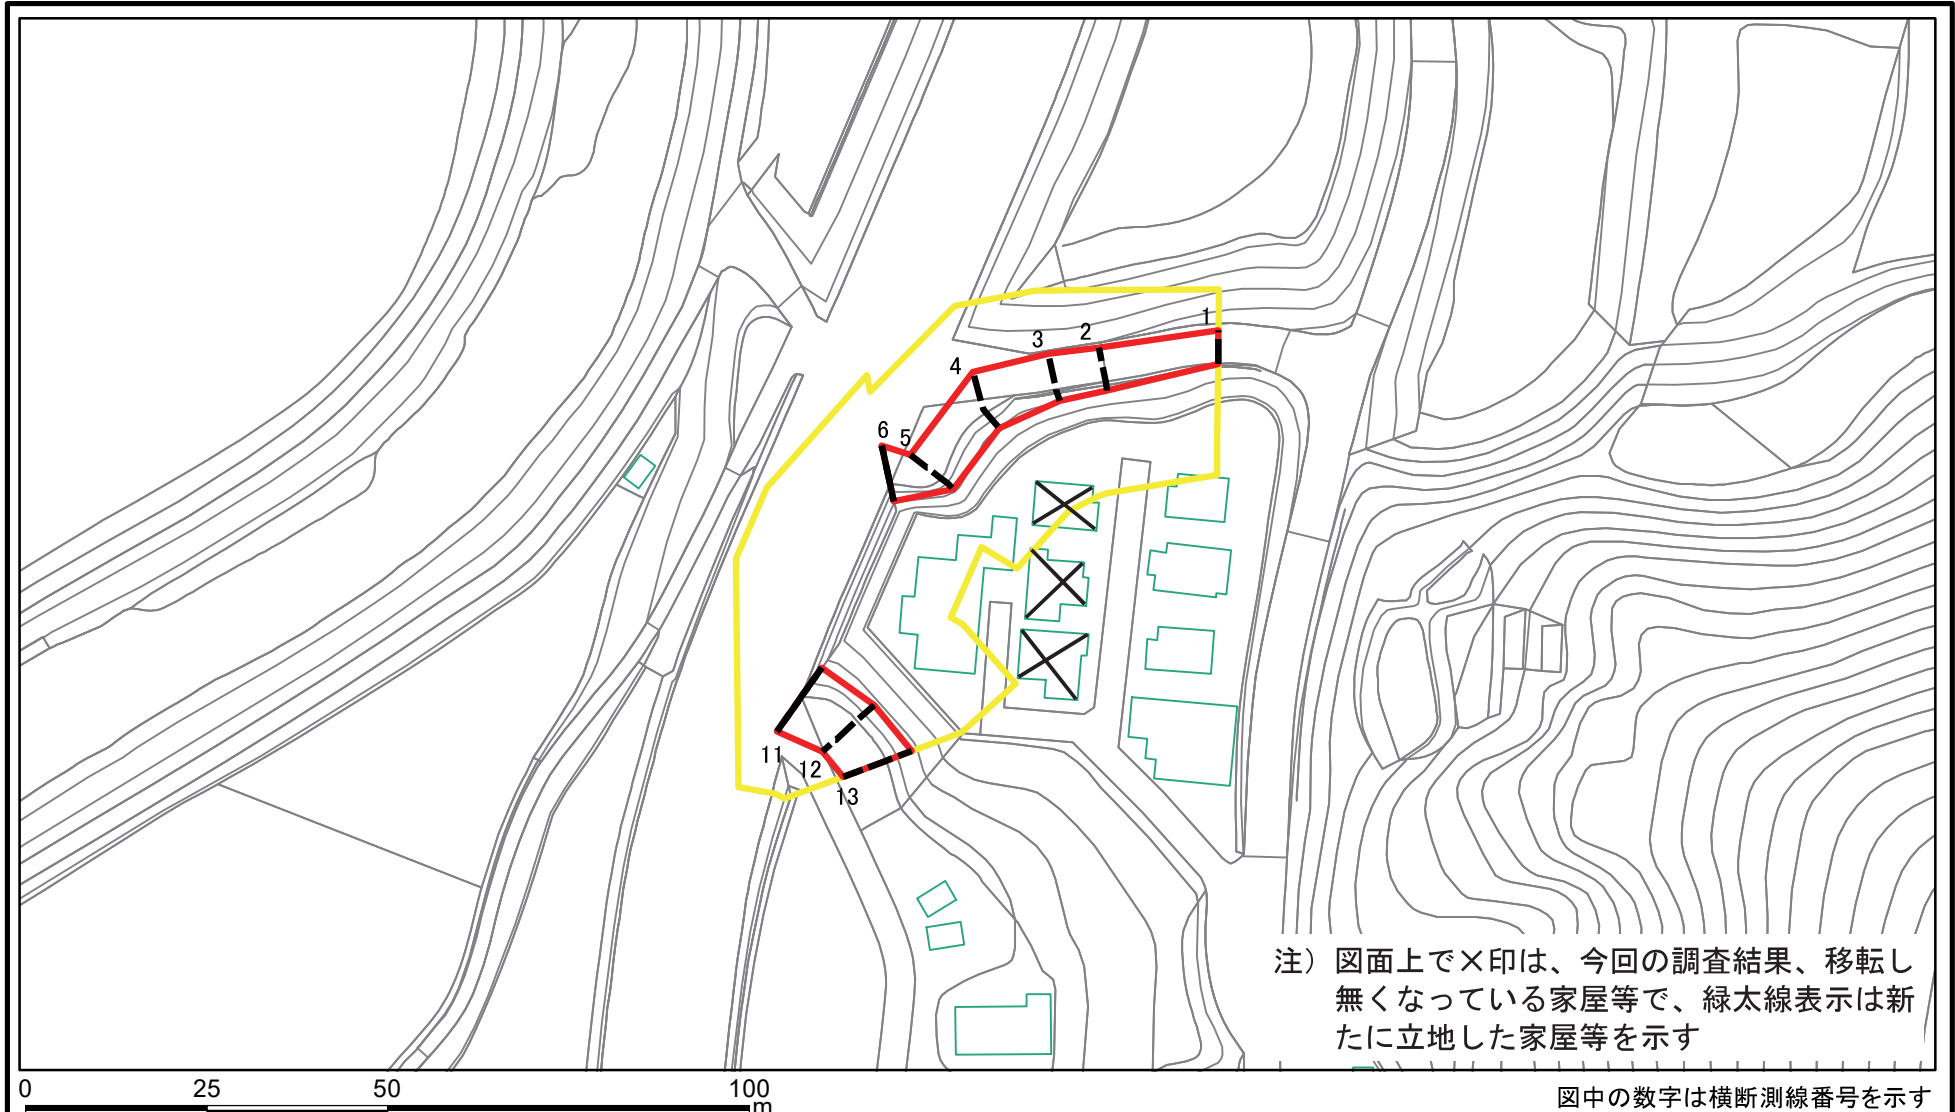 1
2
3
4
5
6
11
12
13
注）図面上で×印は、今回の調査結果、移転し
無くなっている家屋等で、緑太線表示は新
たに立地した家屋等を示す
0 25 50 100
m
図中の数字は横断測線番号を示す